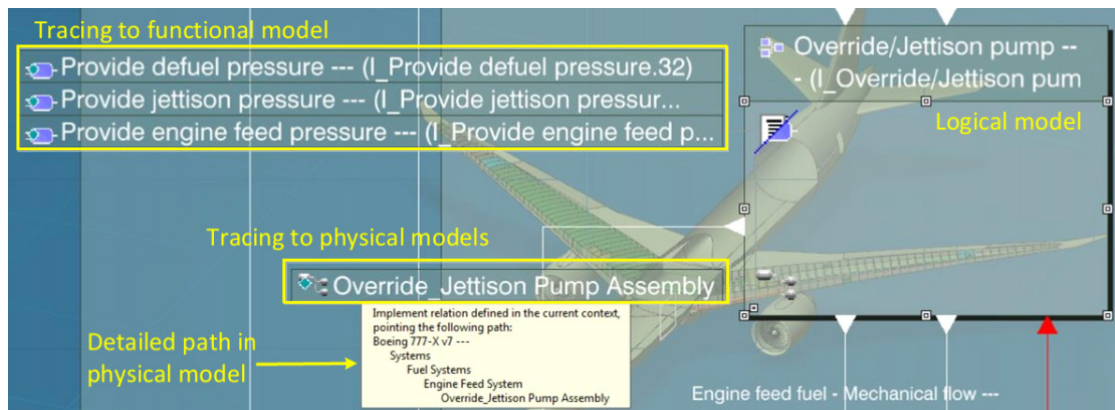 Tracing to functional model
Provide defuel pressure --- (I_Provide defuel pressure.32)
Provide jettison pressure --- (I_Provide jettison pressur...
Provide engine feed pressure --- (I_Provide engine feed p...
Override/Jettison pump --
- (I_Override/Jettison pum
Logical model
Tracing to physical models
Override_Jettison Pump Assembly
Implement relation defined in the current context,
pointing the following path:
Boeing 777-X v7 ---
Systems
Fuel Systems
Engine Feed System
Override_Jettison Pump Assembly
Detailed path in
physical model
Engine feed fuel - Mechanical flow ---